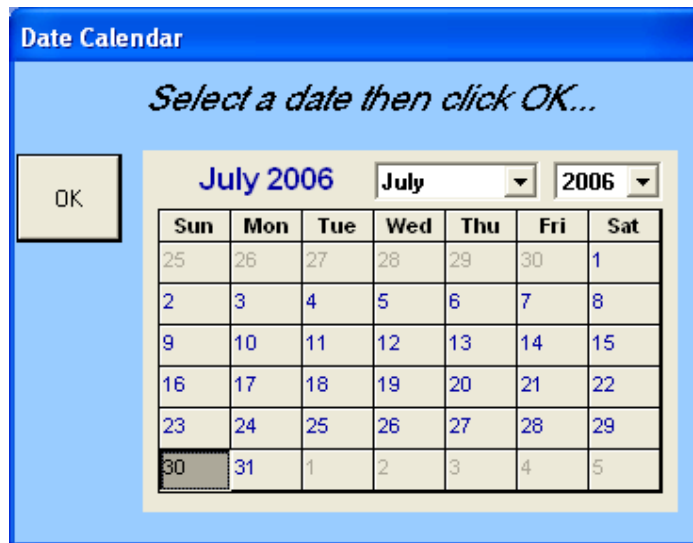 Date Calendar
Select a date then click OK...
OK
July 2006 July 2006
Sun Mon Tue Wed Thu Fri Sat
25 26 27 28 29 30 1
2 3 4 5 6 7 8
9 10 11 12 13 14 15
16 17 18 19 20 21 22
23 24 25 26 27 28 29
30 31 1 2 3 4 5